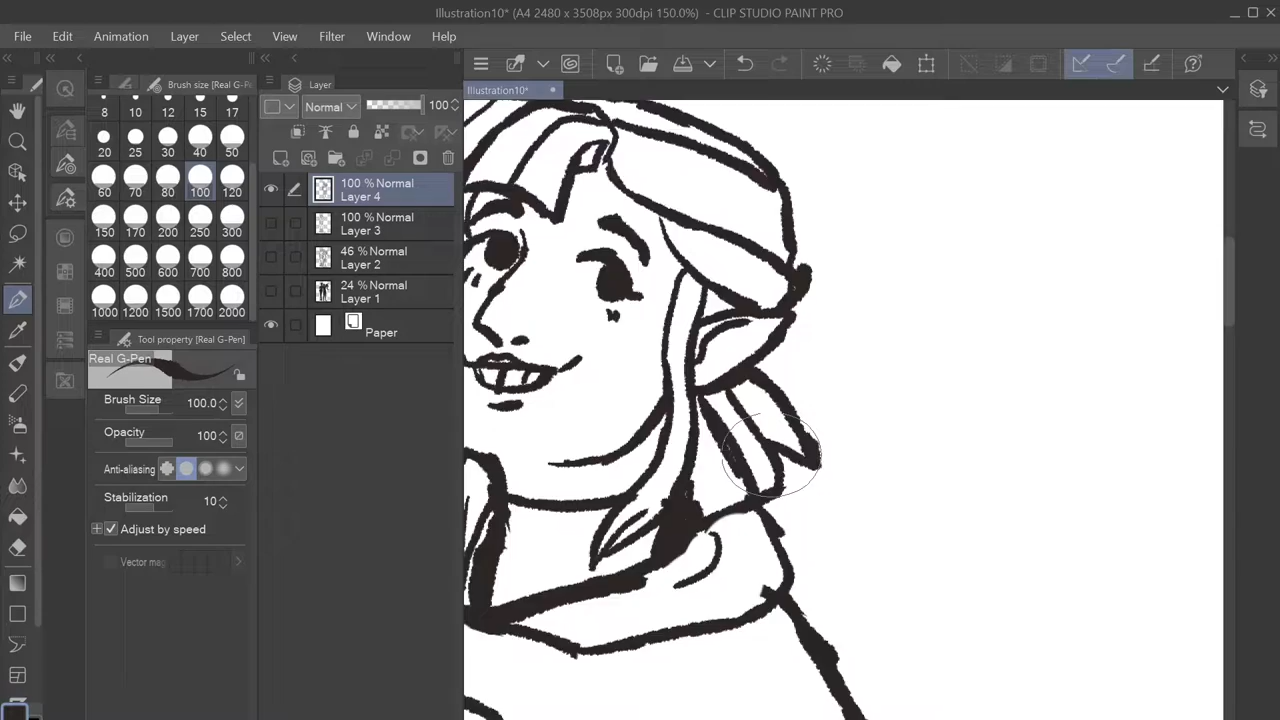 Illustration10* (A4 2480 x 3508px 300dpi 150.0%) - CLIP STUDIO PAINT PRO
File Edit Animation Layer Select View Filter Window Help
Brush size [Real G-Pe
Layer
Illustration10*
Normal 100
8 10 12 15 17
20 25 30 40 50
60 70 80 100 120
150 170 200 250 300
400 500 600 700 800
1000 1200 1500 1700 2000
100 % Normal
Layer 4
100 % Normal
Layer 3
46 % Normal
Layer 2
24 % Normal
Layer 1
Paper
Tool property [Real G-Pen]
Real G-Pen
Brush Size 100.0
Opacity 100
Anti-aliasing
Stabilization 10
Adjust by speed
Vector mag